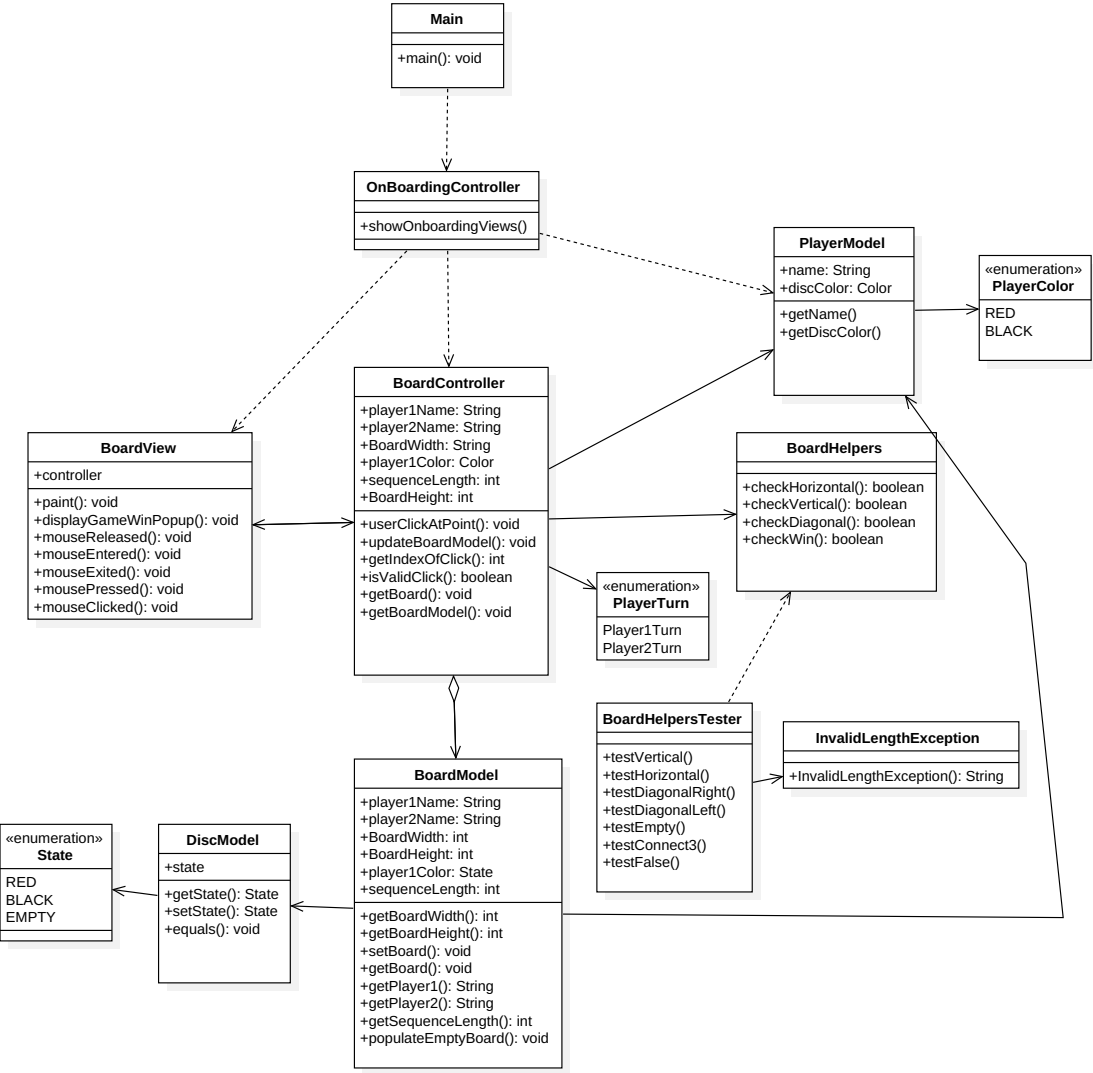 Main
+main(): void
OnBoardingController
+showOnboardingViews()
PlayerModel
+name: String
+discColor: Color
+getName()
+getDiscColor()
«enumeration»
PlayerColor
RED
BLACK
BoardController
+player1Name: String
+player2Name: String
+BoardWidth: String
+player1Color: Color
+sequenceLength: int
+BoardHeight: int
+userClickAtPoint(): void
+updateBoardModel(): void
+getIndexOfClick(): int
+isValidClick(): boolean
+getBoard(): void
+getBoardModel(): void
BoardView
+controller
+paint(): void
+displayGameWinPopup(): void
+mouseReleased(): void
+mouseEntered(): void
+mouseExited(): void
+mousePressed(): void
+mouseClicked(): void
BoardHelpers
+checkHorizontal(): boolean
+checkVertical(): boolean
+checkDiagonal(): boolean
+checkWin(): boolean
«enumeration»
PlayerTurn
Player1Turn
Player2Turn
BoardHelpersTester
+testVertical()
+testHorizontal()
+testDiagonalRight()
+testDiagonalLeft()
+testEmpty()
+testConnect3()
+testFalse()
InvalidLengthException
+InvalidLengthException(): String
BoardModel
+player1Name: String
+player2Name: String
+BoardWidth: int
+BoardHeight: int
+player1Color: State
+sequenceLength: int
+getBoardWidth(): int
+getBoardHeight(): int
+setBoard(): void
+getBoard(): void
+getPlayer1(): String
+getPlayer2(): String
+getSequenceLength(): int
+populateEmptyBoard(): void
DiscModel
+state
+getState(): State
+setState(): State
+equals(): void
«enumeration»
State
RED
BLACK
EMPTY